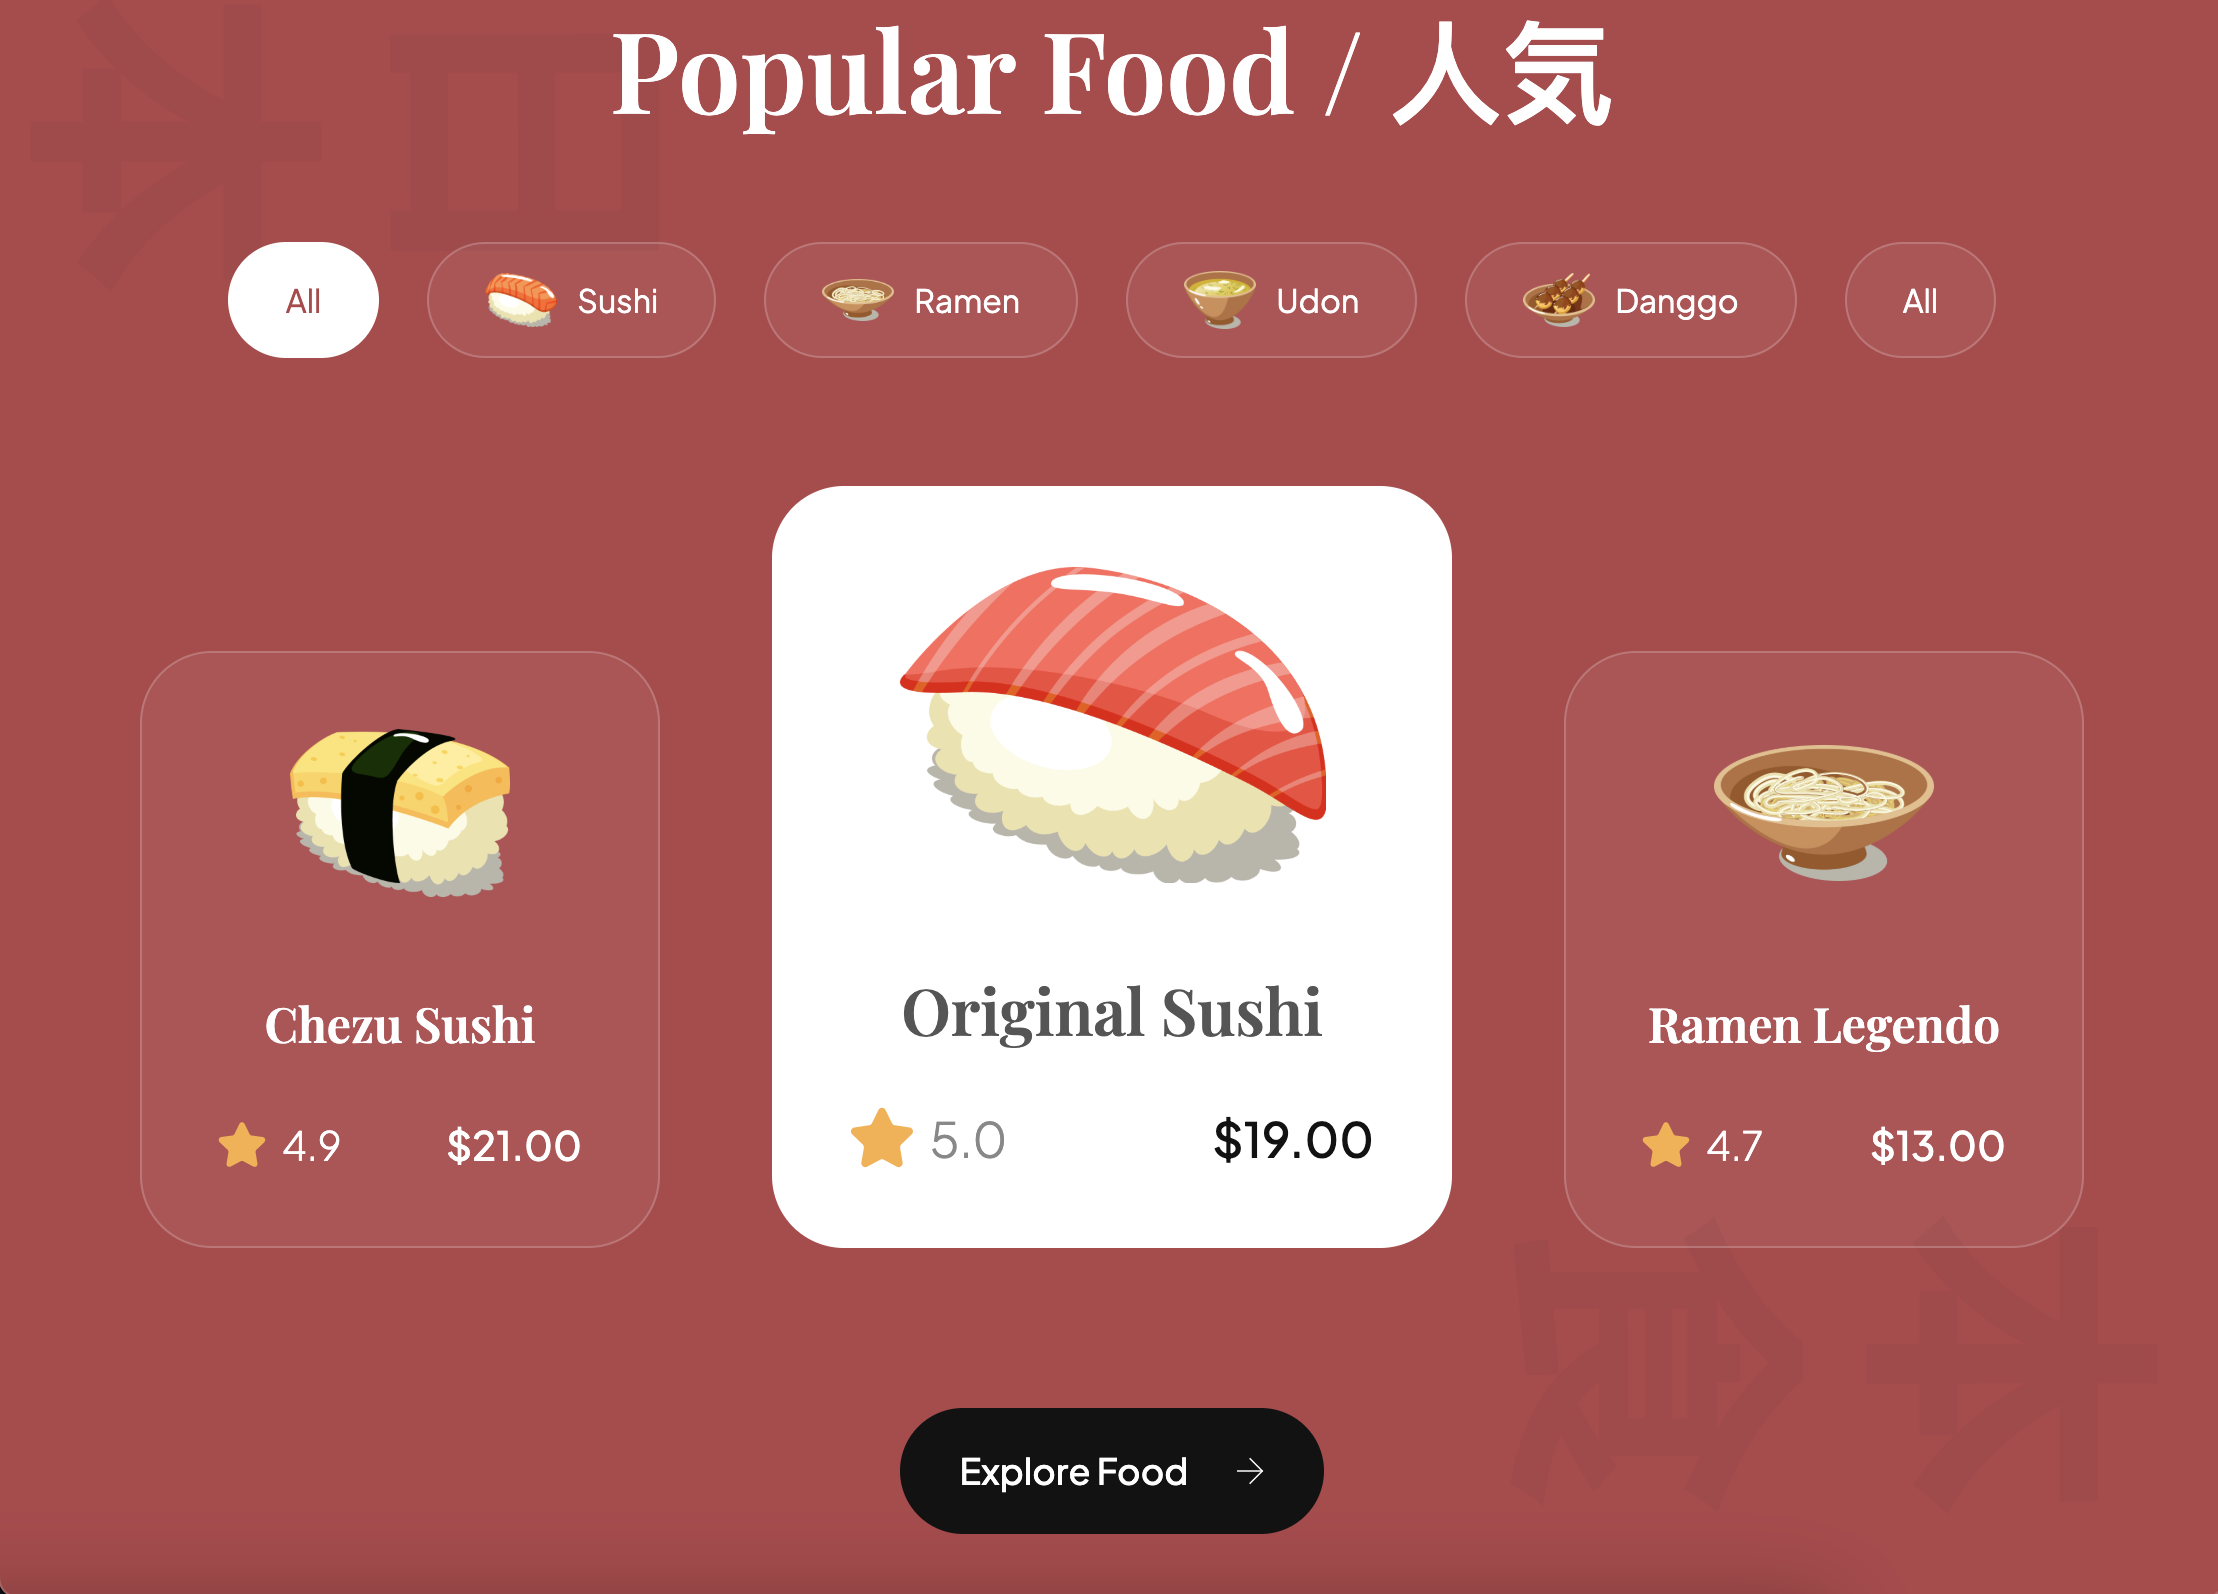 Popular Food / 人気
All
Sushi
Ramen
Udon
Danggo
All
Chezu Sushi
4.9
$21.00
Original Sushi
5.0
$19.00
Ramen Legendo
4.7
$13.00
Explore Food →